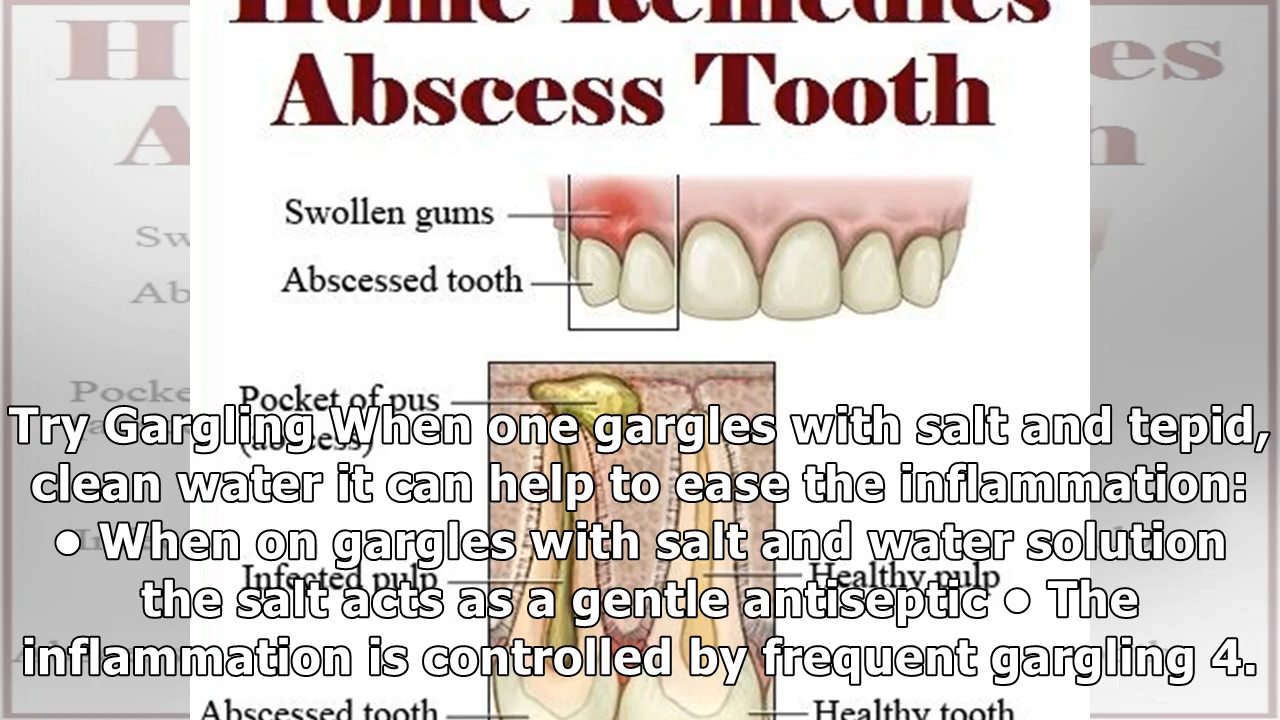 Home Remedies
Abscess Tooth
Swollen gums
Abscessed tooth
Pocket of pus
(abscess)
Try Gargling When one gargles with salt and tepid,
clean water it can help to ease the inflammation:
• When on gargles with salt and water solution
the salt acts as a gentle antiseptic • The
inflammation is controlled by frequent gargling 4.
Infected pulp
Healthy pulp
Abscessed tooth
Healthy tooth